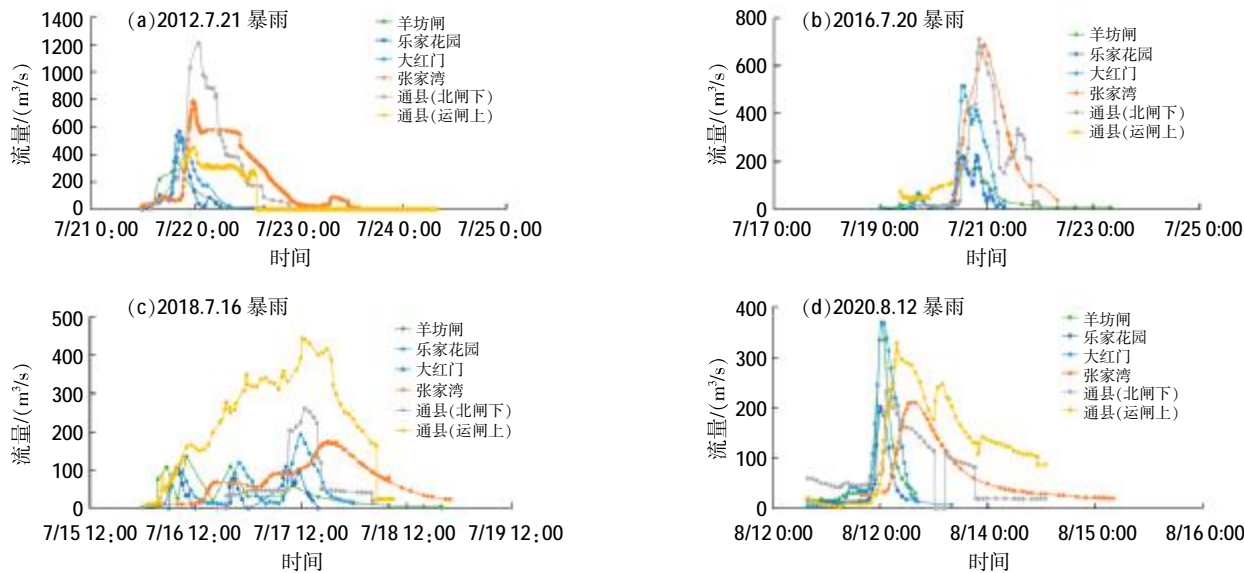 (a)2012.7.21 暴雨
流量/(m³/s)
1400
1200
1000
800
600
400
200
0
7/21 0:00 7/22 0:00 7/23 0:00 7/24 0:00 7/25 0:00
时间
羊坊闸
乐家花园
大红门
张家湾
通县(北闸下)
通县(运闸上)
(b)2016.7.20 暴雨
流量/(m³/s)
800
600
400
200
0
7/17 0:00 7/19 0:00 7/21 0:00 7/23 0:00 7/25 0:00
时间
羊坊闸
乐家花园
大红门
张家湾
通县(北闸下)
通县(运闸上)
(c)2018.7.16 暴雨
流量/(m³/s)
500
400
300
200
100
0
7/15 12:00 7/16 12:00 7/17 12:00 7/18 12:00 7/19 12:00
时间
羊坊闸
乐家花园
大红门
张家湾
通县(北闸下)
通县(运闸上)
(d)2020.8.12 暴雨
流量/(m³/s)
400
300
200
100
0
8/12 0:00 8/12 0:00 8/14 0:00 8/15 0:00 8/16 0:00
时间
羊坊闸
乐家花园
大红门
张家湾
通县(北闸下)
通县(运闸上)